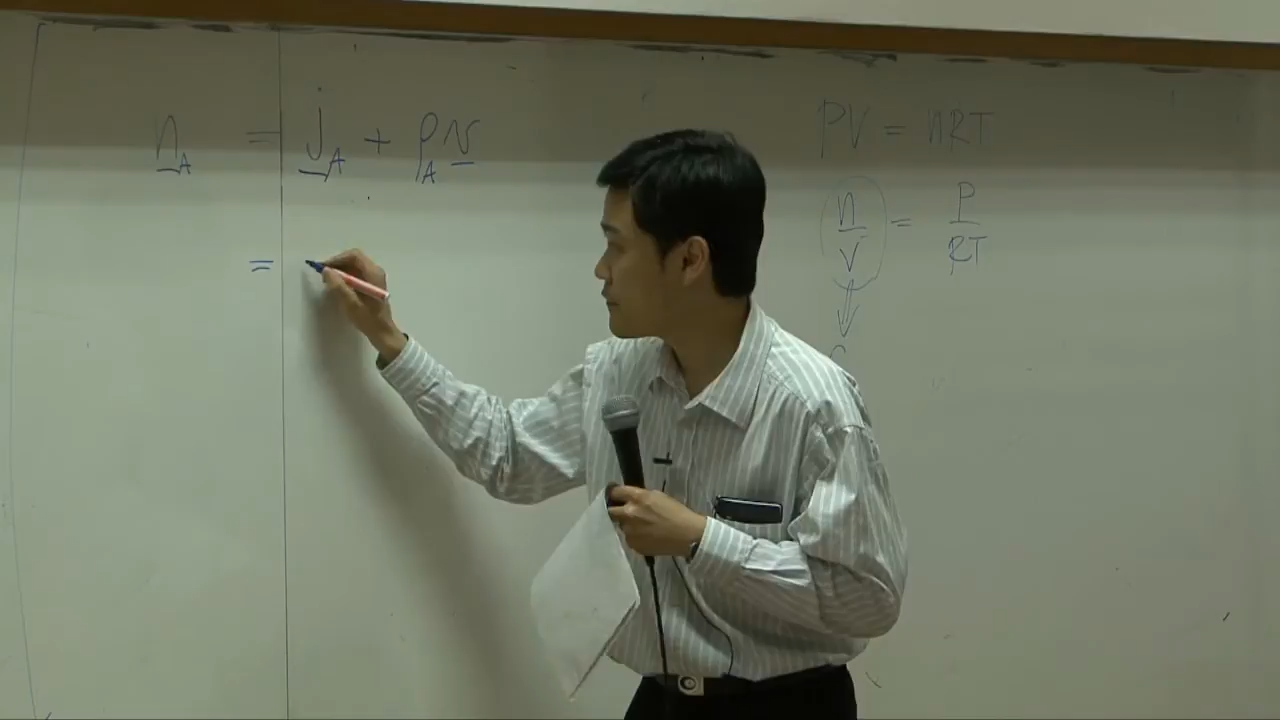 n_A = j_A + ρ_A v
=
PV = nRT
n/V = P/RT
⇓